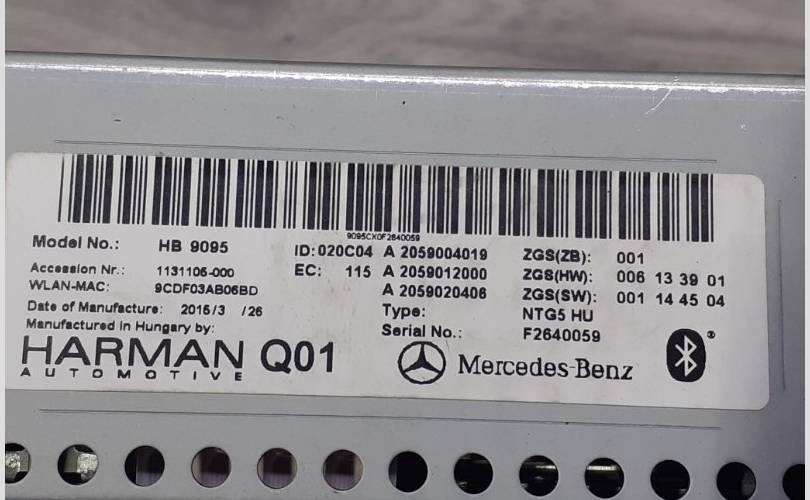 9095CX0F2640059
Model No.: HB 9095 ID: 020C04 A 2059004019 ZGS(ZB): 001
Accession Nr.: 1131106-000 EC: 115 A 2059012000 ZGS(HW): 006 13 39 01
WLAN-MAC: 9CDF03AB06BD A 2059020406 ZGS(SW): 001 14 45 04
Date of Manufacture: 2015/3 /26 Type: NTG5 HU
Manufactured in Hungary by: Serial No.: F2640059
HARMAN Q01 Mercedes-Benz
AUTOMOTIVE